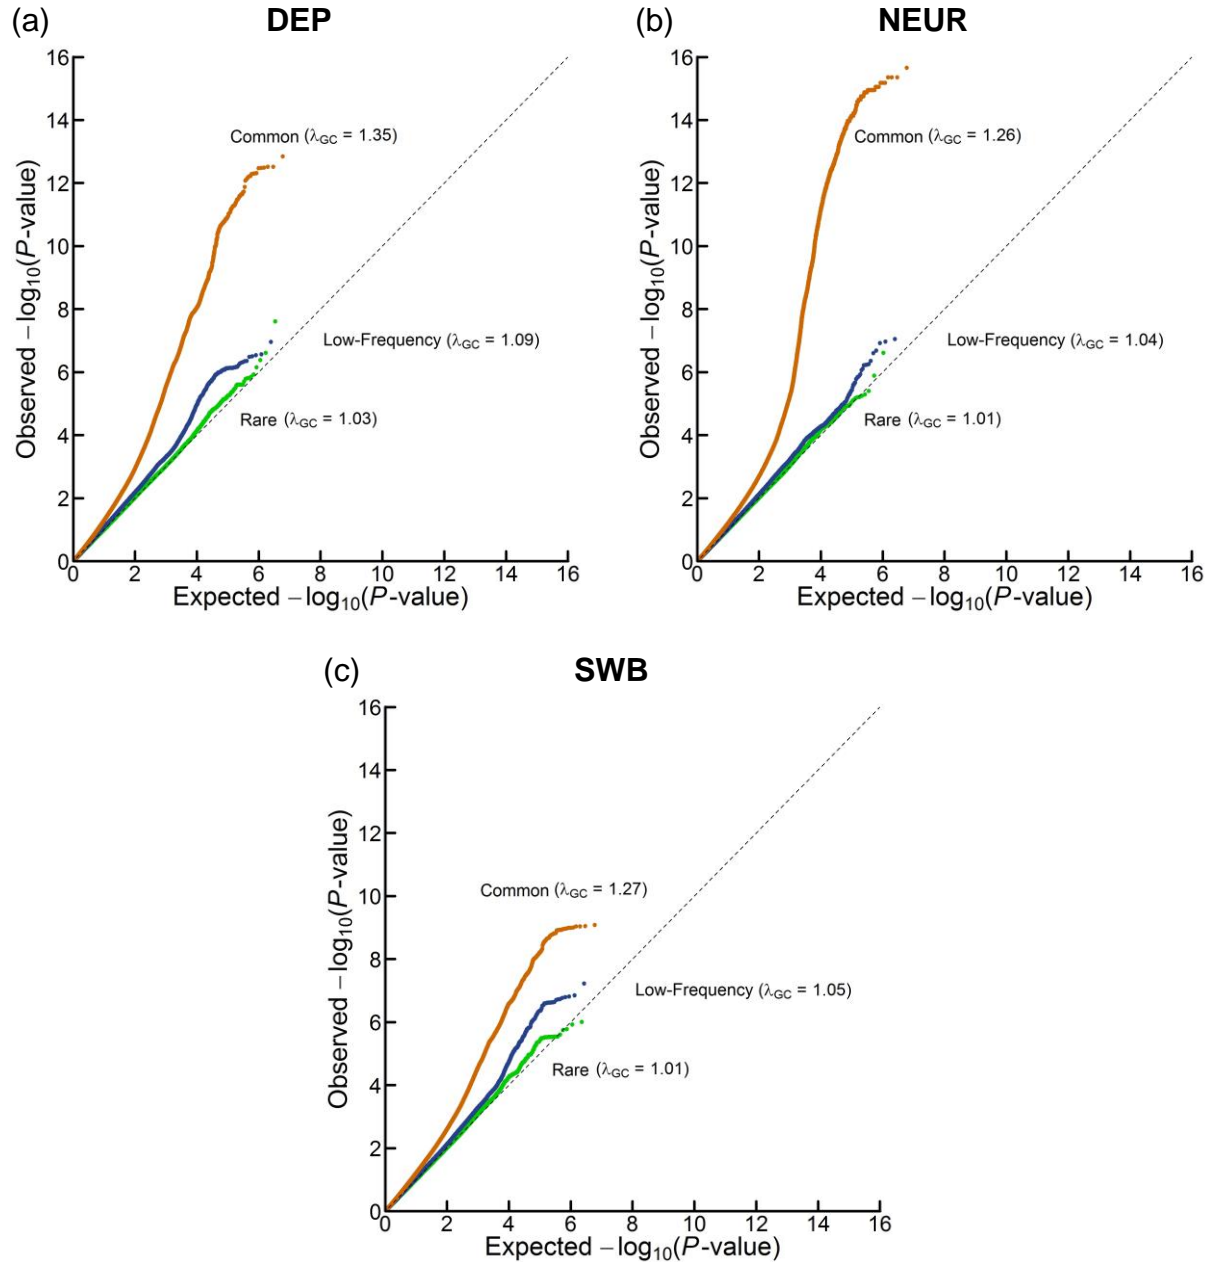 (a) DEP
16
14
12
10
8
6
4
2
0
Observed −log10(P-value)
Common (λGC = 1.35)
Low-Frequency (λGC = 1.09)
Rare (λGC = 1.03)
0 2 4 6 8 10 12 14 16
Expected −log10(P-value)
(b) NEUR
16
14
12
10
8
6
4
2
0
Observed −log10(P-value)
Common (λGC = 1.26)
Low-Frequency (λGC = 1.04)
Rare (λGC = 1.01)
0 2 4 6 8 10 12 14 16
Expected −log10(P-value)
(c) SWB
16
14
12
10
8
6
4
2
0
Observed −log10(P-value)
Common (λGC = 1.27)
Low-Frequency (λGC = 1.05)
Rare (λGC = 1.01)
0 2 4 6 8 10 12 14 16
Expected −log10(P-value)